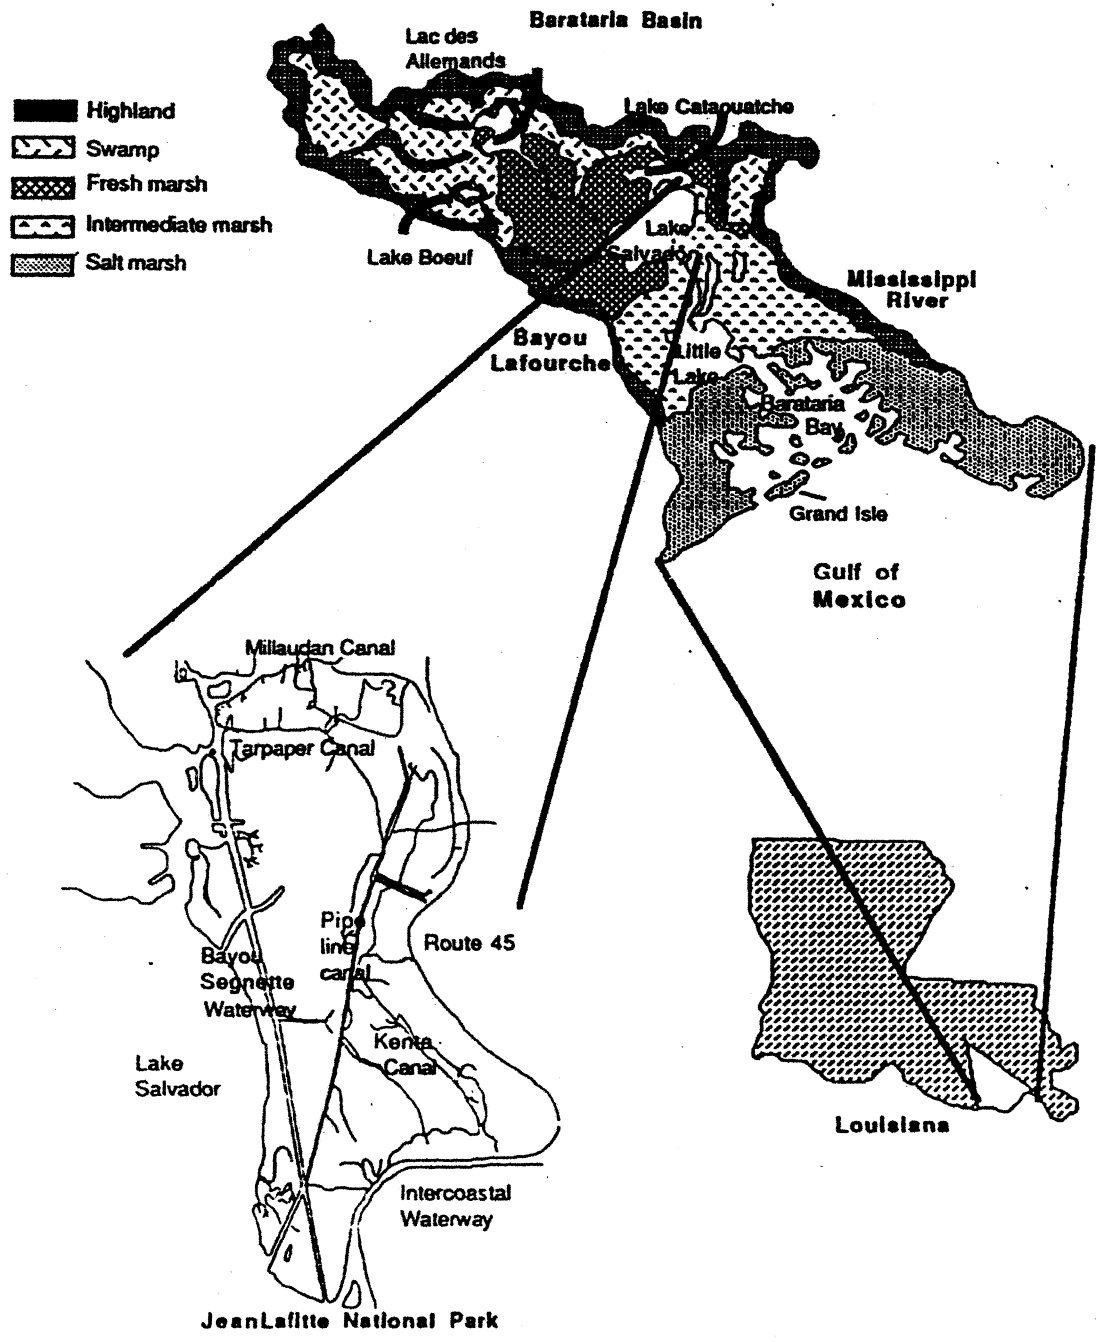 Barataria Basin
Lac des
Allemands
Lake Cataouatche
Highland
Swamp
Fresh marsh
Intermediate marsh
Salt marsh
Lake Boeuf
Lake
Salvador
Mississippi
River
Bayou
Lafourche
Little
Lake
Barataria
Bay
Grand Isle
Gulf of
Mexico
Millaudan Canal
Tarpaper Canal
Pipe
line
canal
Route 45
Bayou
Segnette
Waterway
Kenta
Canal
Lake
Salvador
Louisiana
Intercoastal
Waterway
JeanLafitte National Park